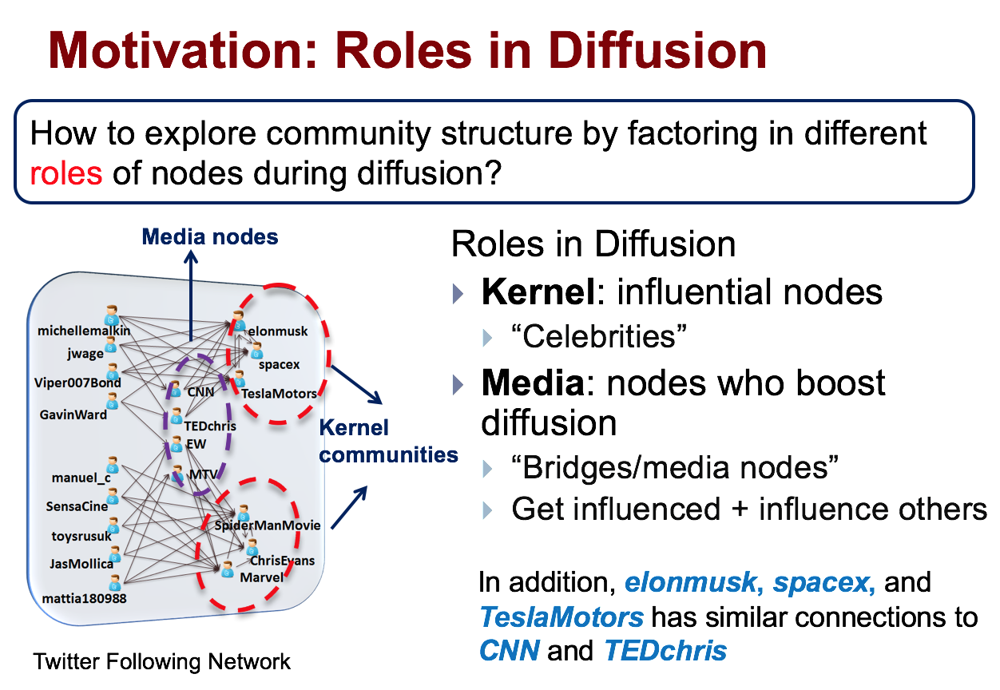 Motivation: Roles in Diffusion
How to explore community structure by factoring in different
roles of nodes during diffusion?
Media nodes
michellemalkin
jwage
Viper007Bond
GavinWard
manuel_c
SensaCine
toysrusuk
JasMollica
mattia180988
CNN
TEDchris
EW
MTV
elonmusk
spacex
TeslaMotors
SpiderManMovie
ChrisEvans
Marvel
Kernel
communities
Twitter Following Network
Roles in Diffusion
Kernel: influential nodes
“Celebrities”
Media: nodes who boost
diffusion
“Bridges/media nodes”
Get influenced + influence others
In addition, elonmusk, spacex, and
TeslaMotors has similar connections to
CNN and TEDchris